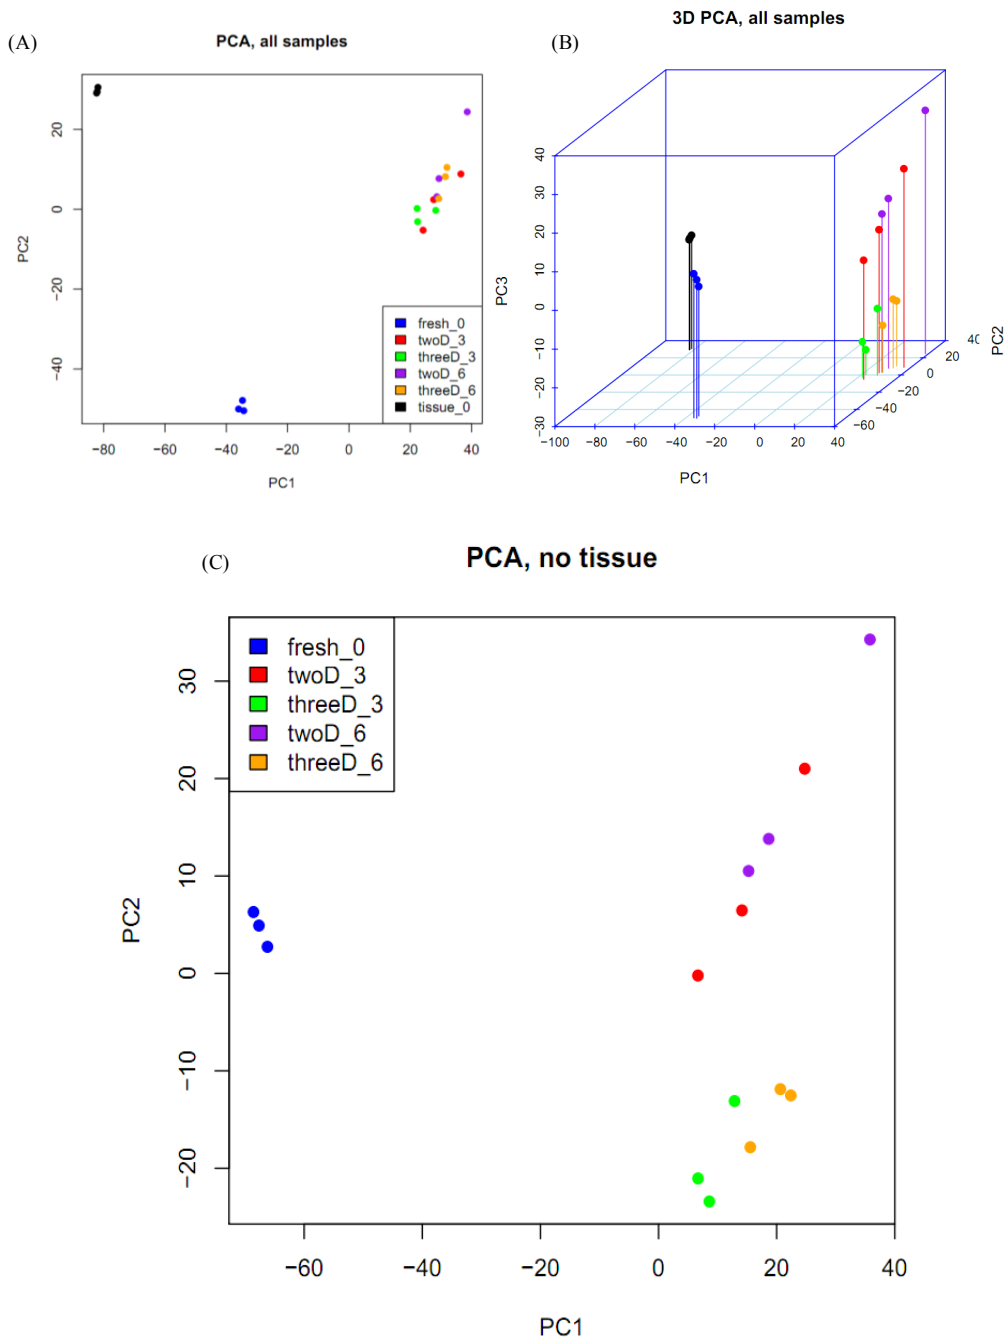 (A)
PCA, all samples
20
0
−20
−40
PC2
fresh_0
twoD_3
threeD_3
twoD_6
threeD_6
tissue_0
−80
−60
−40
−20
0
20
40
PC1
(B)
3D PCA, all samples
40
30
20
10
0
−10
−20
−30
PC3
−100
−80
−60
−40
−20
0
20
40
PC1
−60
−40
−20
0
20
40
PC2
(C)
PCA, no tissue
fresh_0
twoD_3
threeD_3
twoD_6
threeD_6
30
20
10
0
−10
−20
PC2
−60
−40
−20
0
20
40
PC1